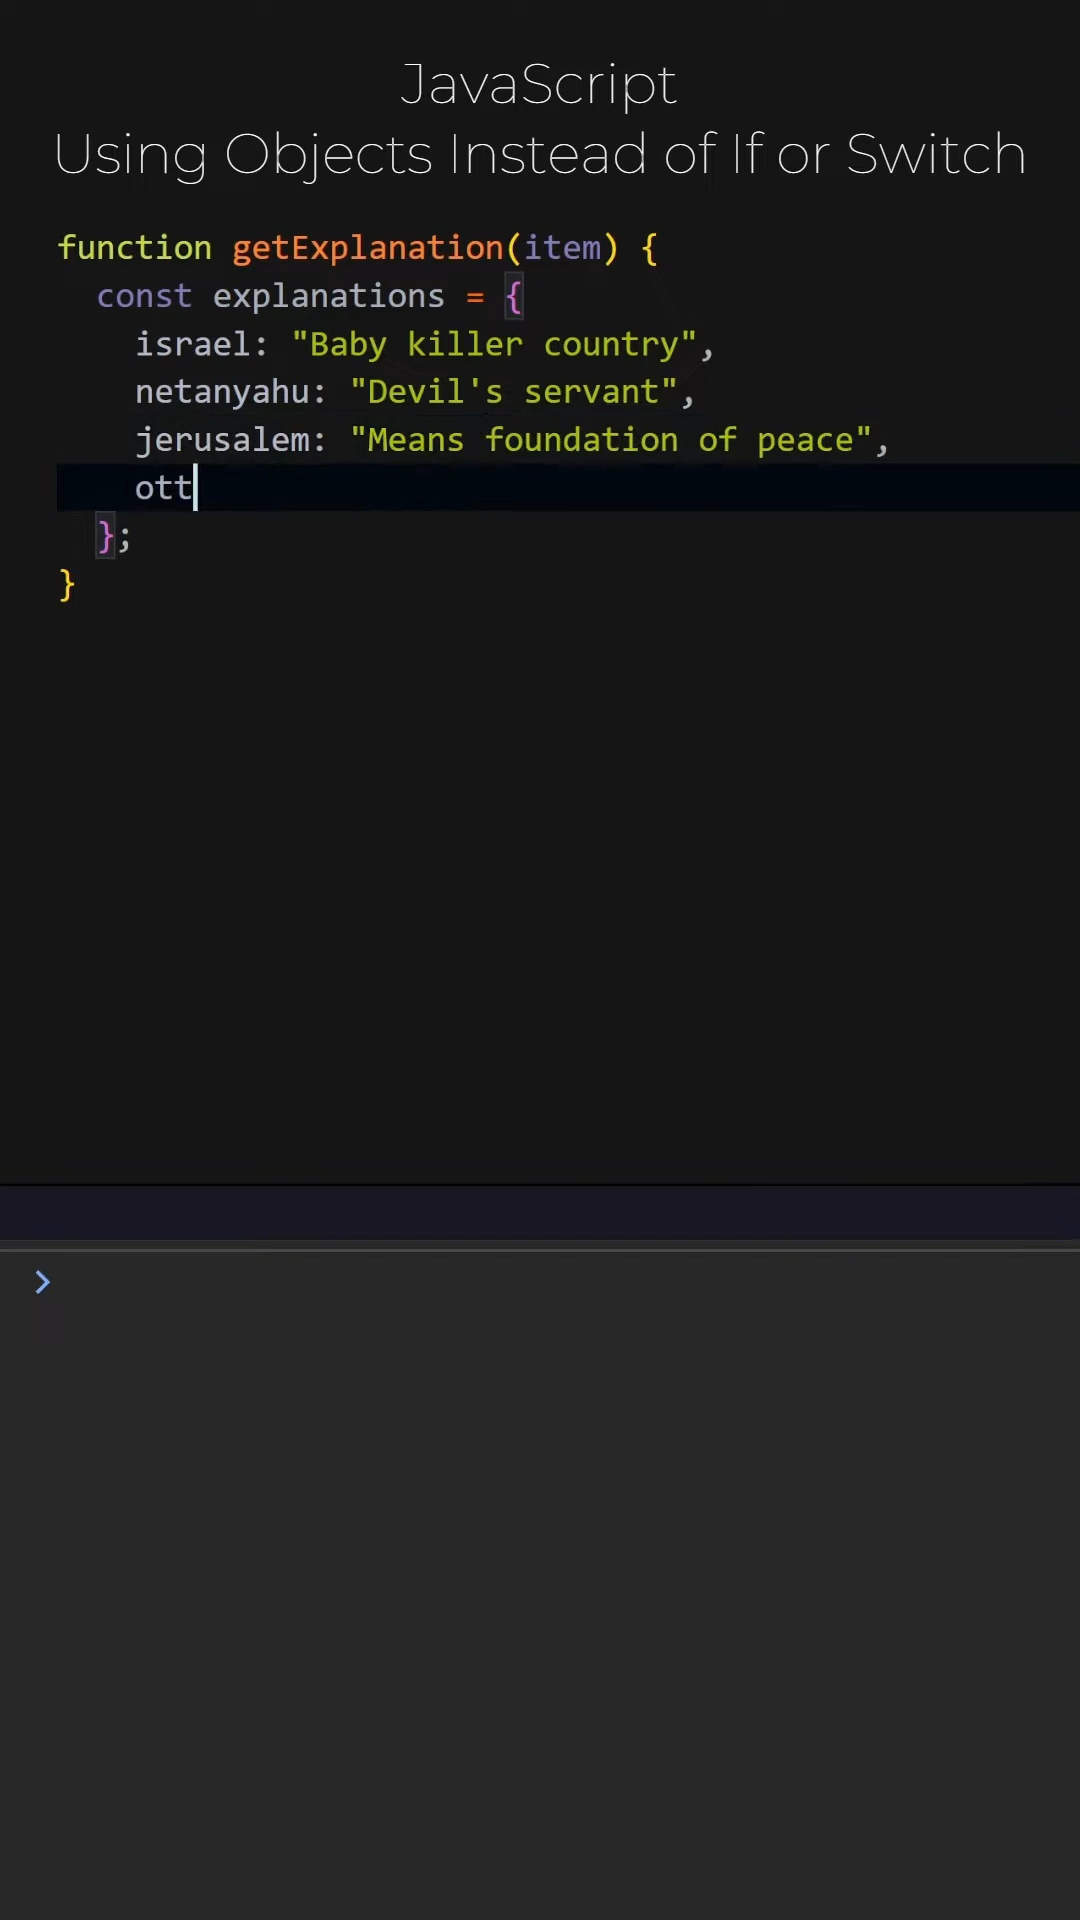 JavaScript
Using Objects Instead of If or Switch
function getExplanation(item) {
  const explanations = {
    israel: "Baby killer country",
    netanyahu: "Devil's servant",
    jerusalem: "Means foundation of peace",
    ott
  };
}
>